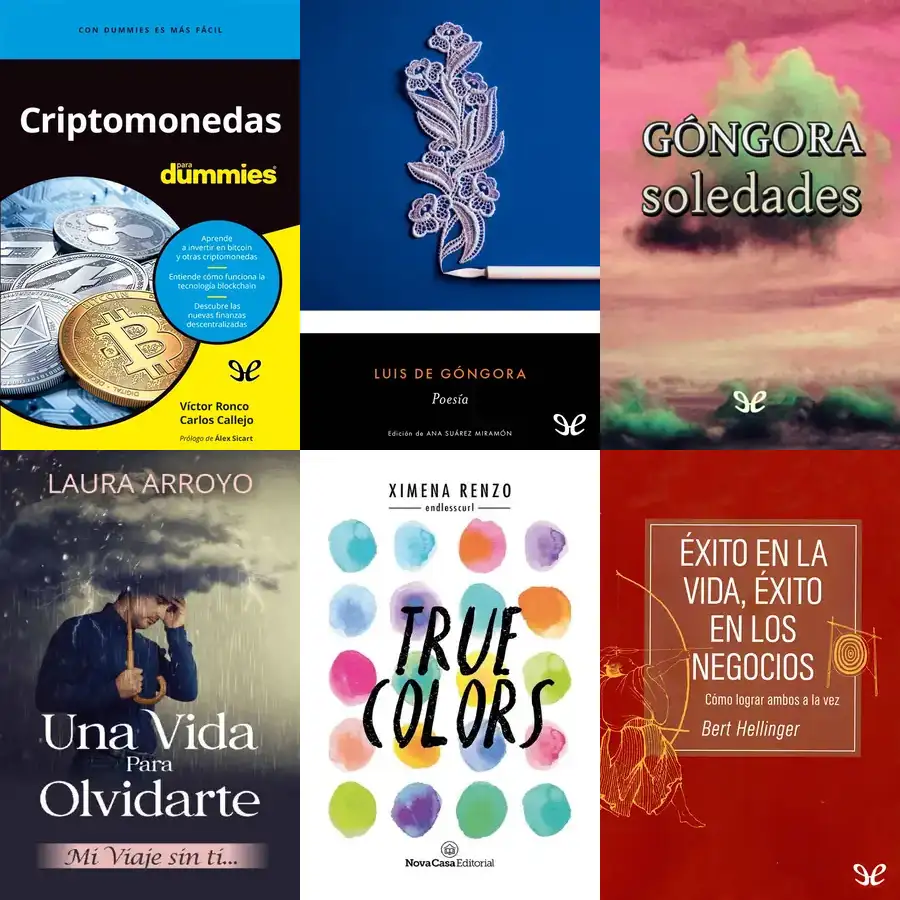 CON DUMMIES ES MÁS FÁCIL
Criptomonedas
para
dummies
Aprende
a invertir en bitcoin
y otras criptomonedas
Entiende cómo funciona la
tecnología blockchain
Descubre las
nuevas finanzas
descentralizadas
BITCOIN
DIGITAL
Víctor Ronco
Carlos Callejo
Prólogo de Álex Sicart
LUIS DE GÓNGORA
Poesía
Edición de ANA SUÁREZ MIRAMÓN
GÓNGORA
soledades
LAURA ARROYO
Una Vida
Para
Olvidarte
Mi Viaje sin ti...
XIMENA RENZO
endlesscurl
TRUE
COLORS
NovaCasaEditorial
ÉXITO EN LA
VIDA, ÉXITO
EN LOS
NEGOCIOS
Cómo lograr ambos a la vez
Bert Hellinger